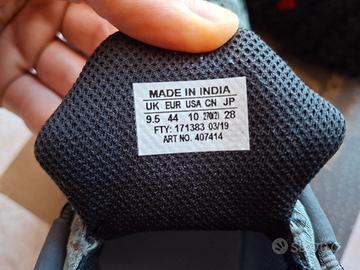 MADE IN INDIA
UK EUR USA CN JP
9.5 44 10 270(2) 28
FTY: 171383 03/19
ART NO. 407414
subito